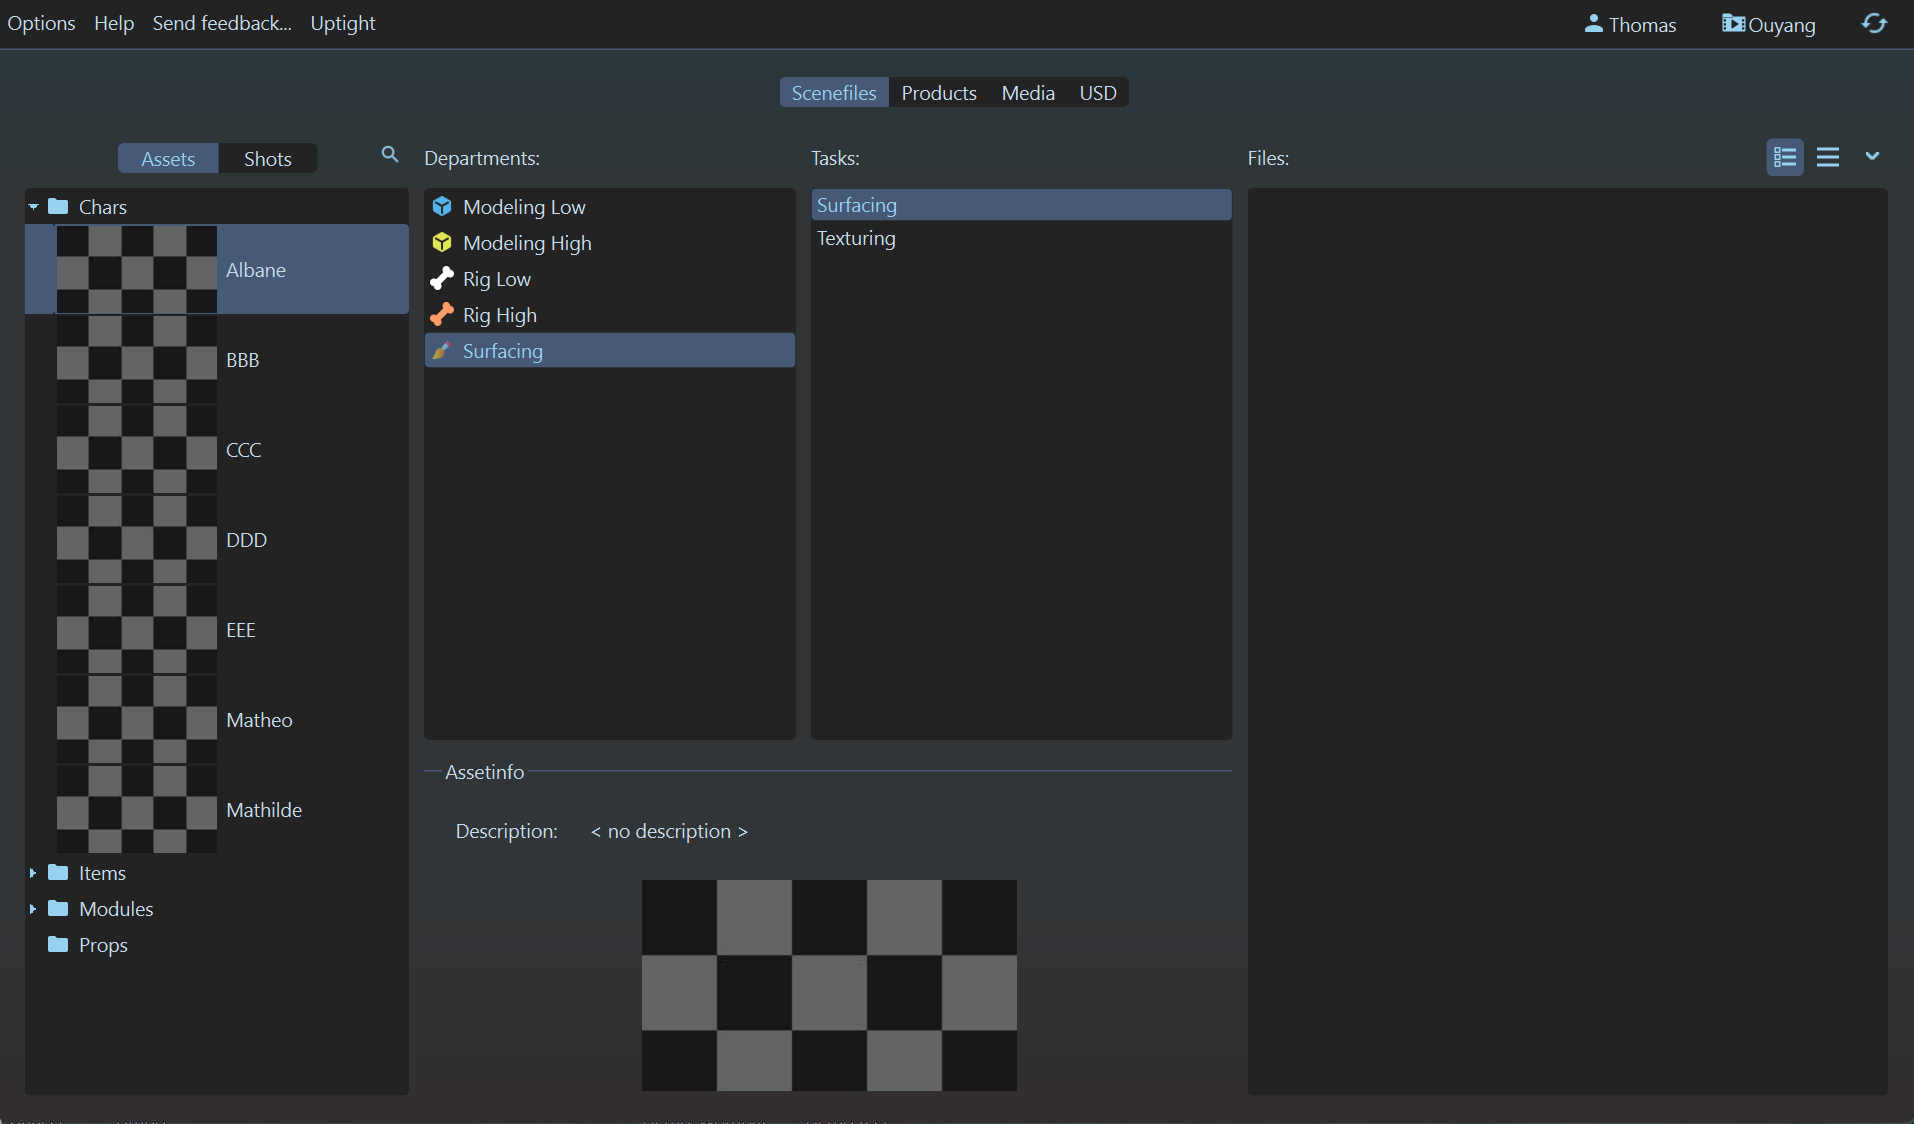 Options Help Send feedback... Uptight Thomas Ouyang
Scenefiles Products Media USD
Assets Shots
Chars
Albane
BBB
CCC
DDD
EEE
Matheo
Mathilde
Items
Modules
Props
Departments:
Modeling Low
Modeling High
Rig Low
Rig High
Surfacing
Tasks:
Surfacing
Texturing
Assetinfo
Description: < no description >
Files: